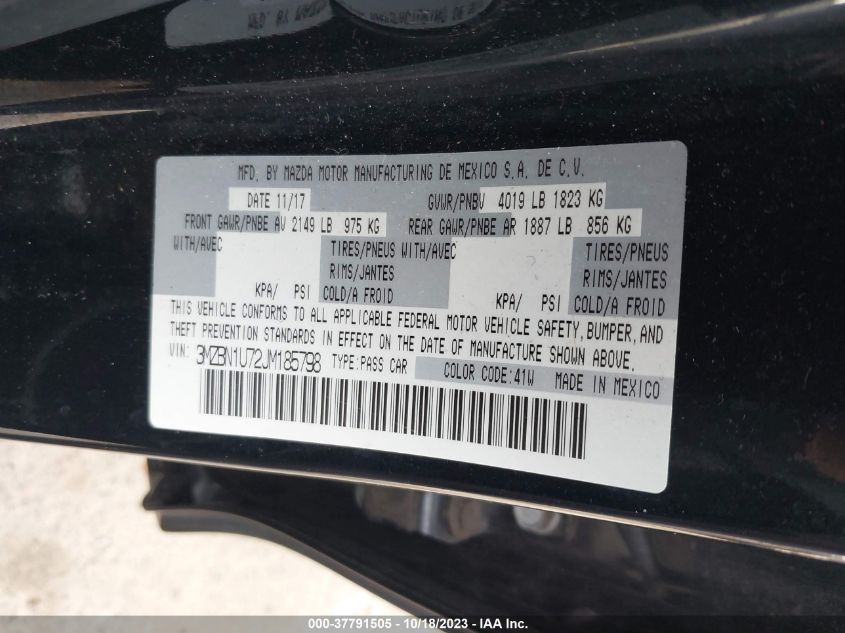 MFD. BY MAZDA MOTOR MANUFACTURING DE MEXICO S.A. DE C.V.
DATE 11/17 GVWR/PNBV 4019 LB 1823 KG
FRONT GAWR/PNBE AV 2149 LB 975 KG REAR GAWR/PNBE AR 1887 LB 856 KG
WITH/AVEC TIRES/PNEUS WITH/AVEC TIRES/PNEUS
RIMS/JANTES RIMS/JANTES
KPA/ PSI COLD/A FROID KPA/ PSI COLD/A FROID
THIS VEHICLE CONFORMS TO ALL APPLICABLE FEDERAL MOTOR VEHICLE SAFETY, BUMPER, AND
THEFT PREVENTION STANDARDS IN EFFECT ON THE DATE OF MANUFACTURE SHOWN ABOVE.
VIN: 3MZBN1U72JM185798 TYPE:PASS CAR COLOR CODE:41W MADE IN MEXICO
000-37791505 - 10/18/2023 - IAAI.com